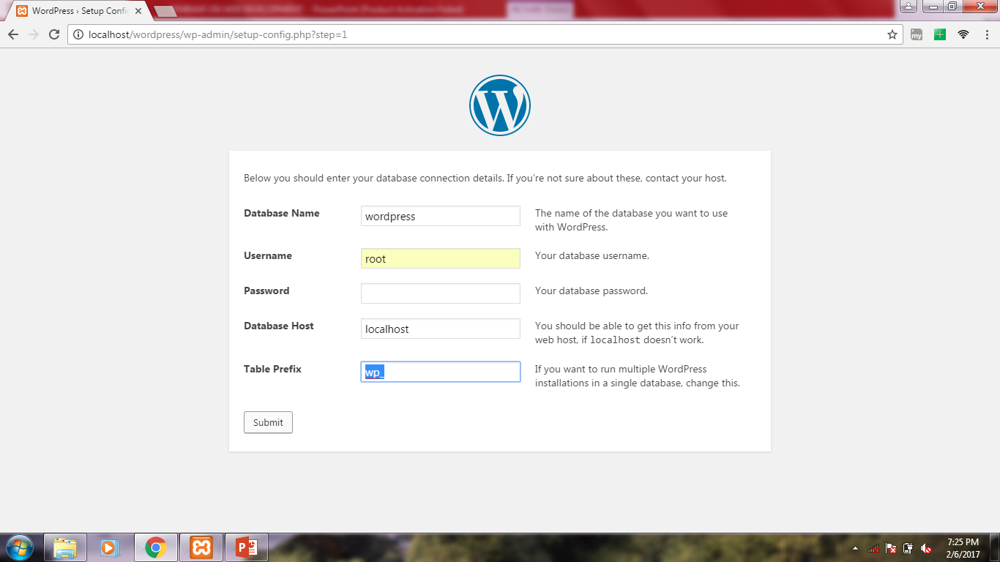 WordPress › Setup Config
localhost/wordpress/wp-admin/setup-config.php?step=1
Below you should enter your database connection details. If you’re not sure about these, contact your host.
Database Name
wordpress
The name of the database you want to use
with WordPress.
Username
root
Your database username.
Password
Your database password.
Database Host
localhost
You should be able to get this info from your
web host, if localhost doesn’t work.
Table Prefix
wp_
If you want to run multiple WordPress
installations in a single database, change this.
Submit
7:25 PM
2/6/2017